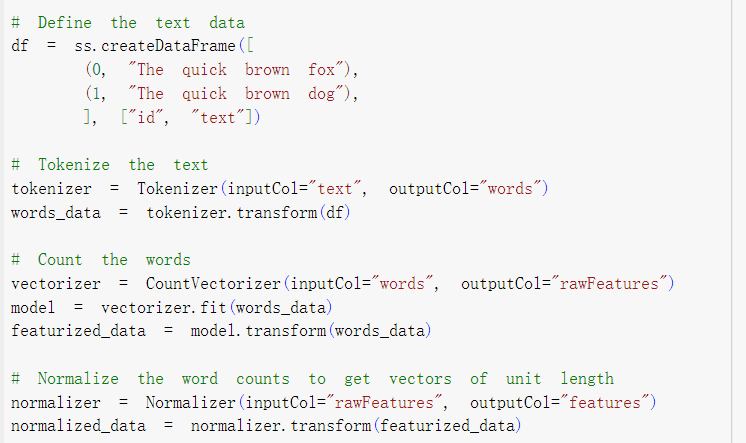 # Define the text data
df = ss.createDataFrame([
        (0, "The quick brown fox"),
        (1, "The quick brown dog"),
        ], ["id", "text"])

# Tokenize the text
tokenizer = Tokenizer(inputCol="text", outputCol="words")
words_data = tokenizer.transform(df)

# Count the words
vectorizer = CountVectorizer(inputCol="words", outputCol="rawFeatures")
model = vectorizer.fit(words_data)
featurized_data = model.transform(words_data)

# Normalize the word counts to get vectors of unit length
normalizer = Normalizer(inputCol="rawFeatures", outputCol="features")
normalized_data = normalizer.transform(featurized_data)